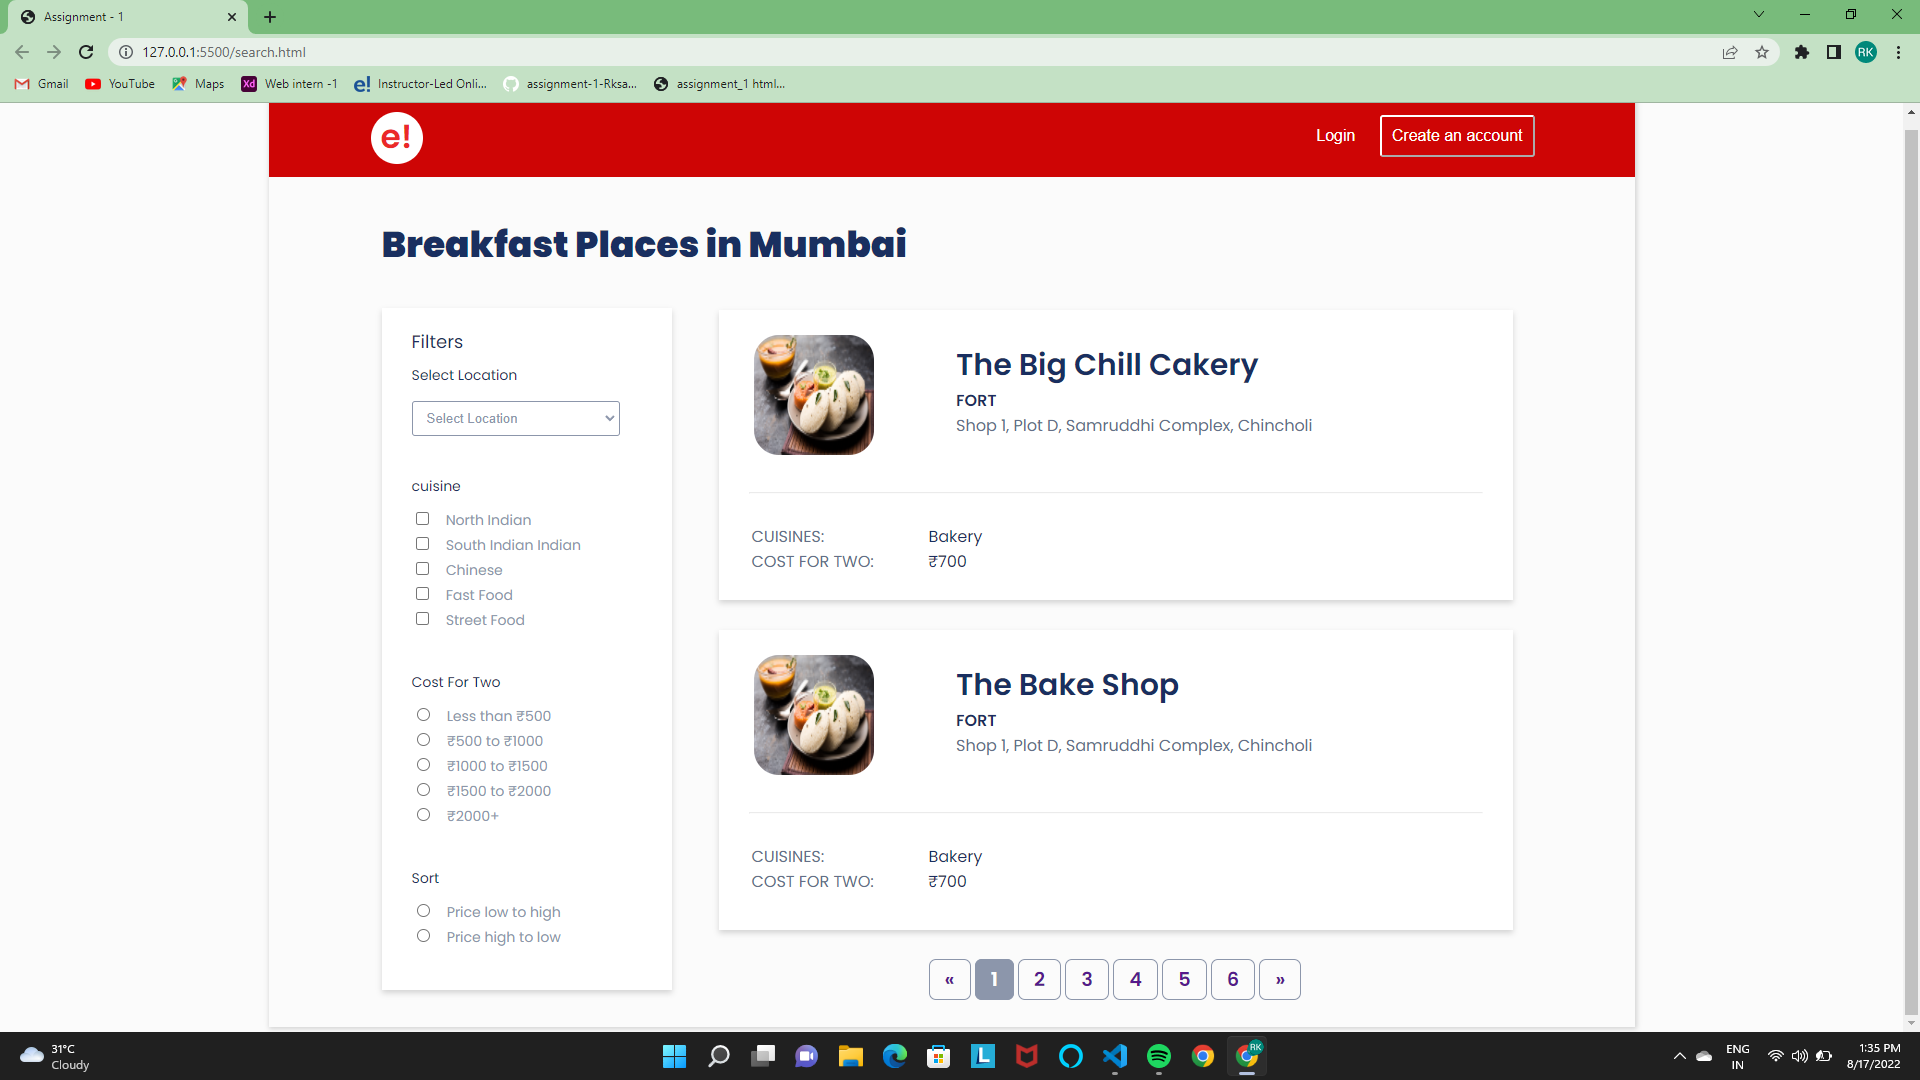 Assignment - 1
127.0.0.1:5500/search.html
RK
Gmail
YouTube
Maps
Xd
Web intern -1
e!
Instructor-Led Onli...
assignment-1-Rksa...
assignment_1 html...
e!
Login
Create an account
Breakfast Places in Mumbai
Filters
Select Location
Select Location
cuisine
North Indian
South Indian Indian
Chinese
Fast Food
Street Food
Cost For Two
Less than ₹500
₹500 to ₹1000
₹1000 to ₹1500
₹1500 to ₹2000
₹2000+
Sort
Price low to high
Price high to low
The Big Chill Cakery
FORT
Shop 1, Plot D, Samruddhi Complex, Chincholi
CUISINES: Bakery
COST FOR TWO: ₹700
The Bake Shop
FORT
Shop 1, Plot D, Samruddhi Complex, Chincholi
CUISINES: Bakery
COST FOR TWO: ₹700
« 1 2 3 4 5 6 »
31°C
Cloudy
L
RK
ENG
IN
1:35 PM
8/17/2022